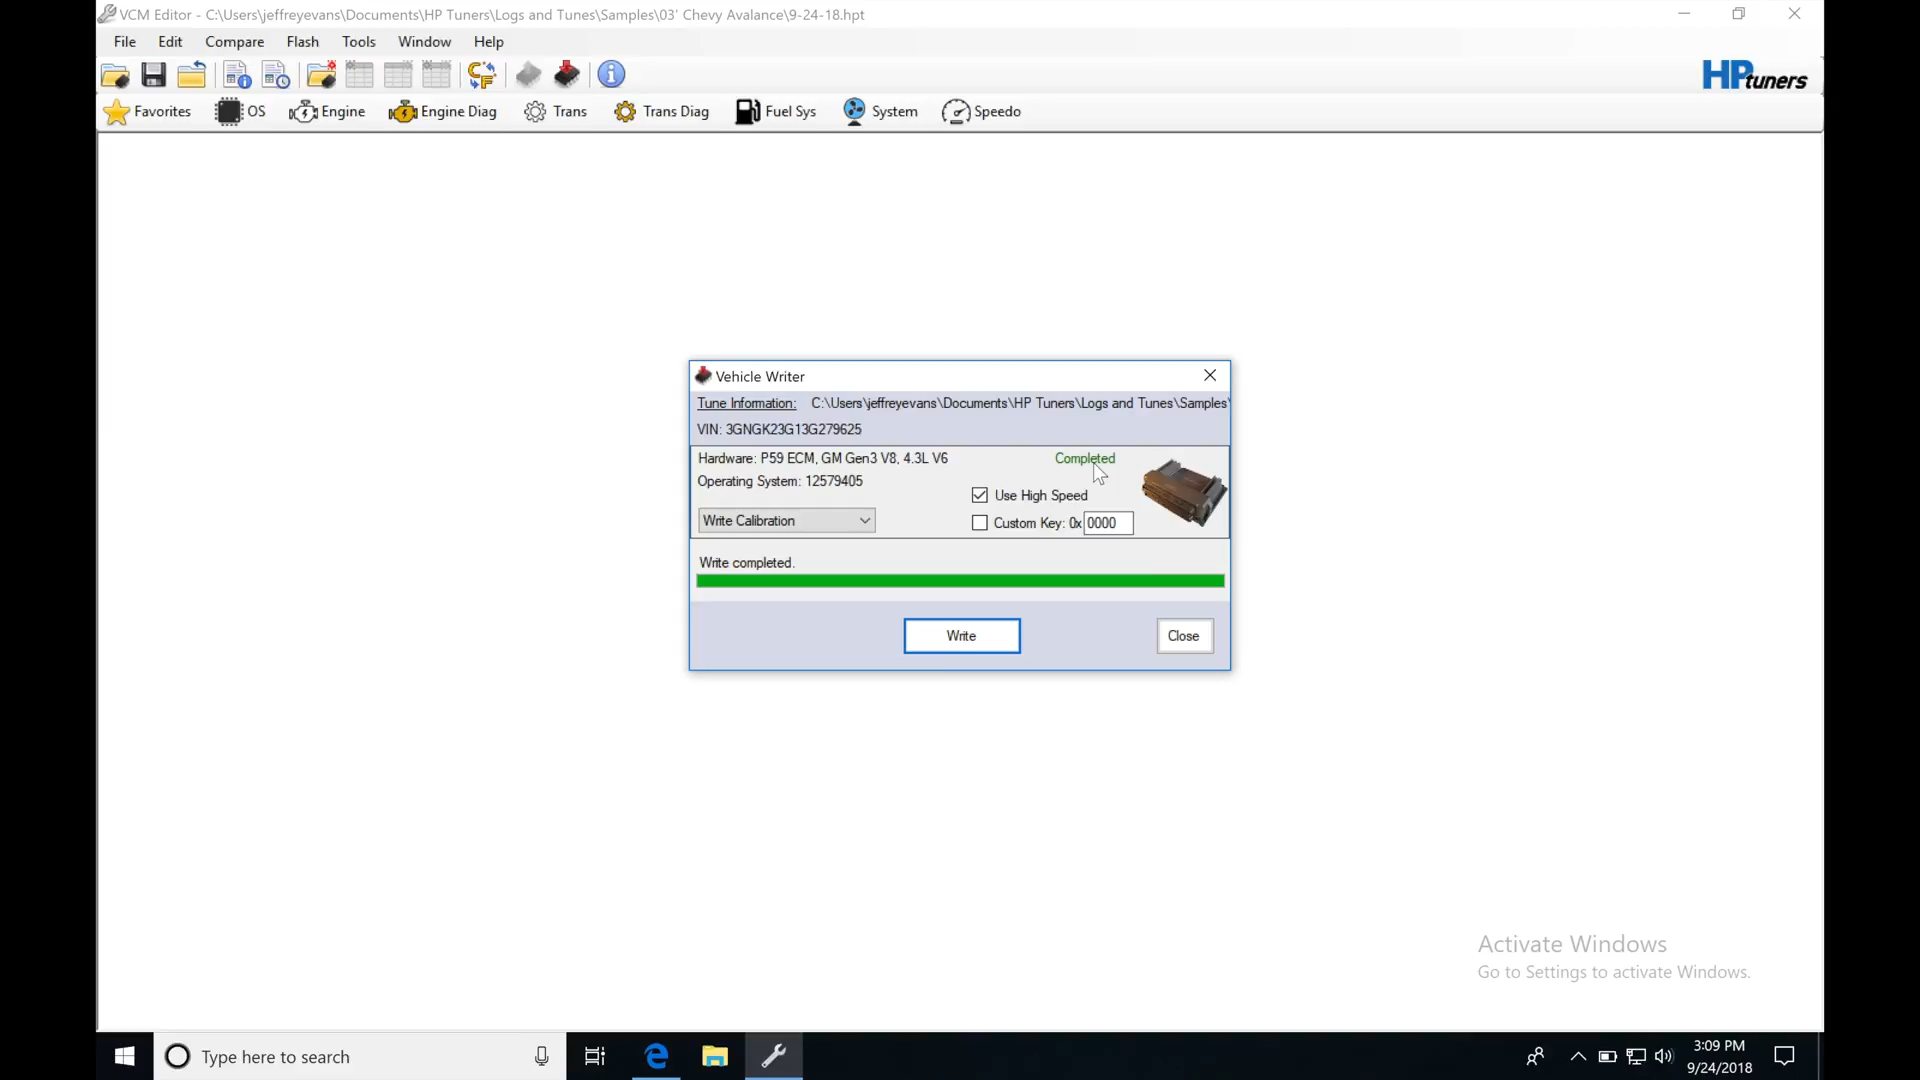 VCM Editor - C:\Users\jeffreyevans\Documents\HP Tuners\Logs and Tunes\Samples\03' Chevy Avalance\9-24-18.hpt
File Edit Compare Flash Tools Window Help
HP tuners
Favorites OS Engine Engine Diag Trans Trans Diag Fuel Sys System Speedo
Vehicle Writer
Tune Information: C:\Users\jeffreyevans\Documents\HP Tuners\Logs and Tunes\Samples\
VIN: 3GNGK23G13G279625
Hardware: P59 ECM, GM Gen3 V8, 4.3L V6 Completed
Operating System: 12579405
Use High Speed
Write Calibration Custom Key: 0x 0000
Write completed.
Write Close
Activate Windows
Go to Settings to activate Windows.
Type here to search
3:09 PM
9/24/2018